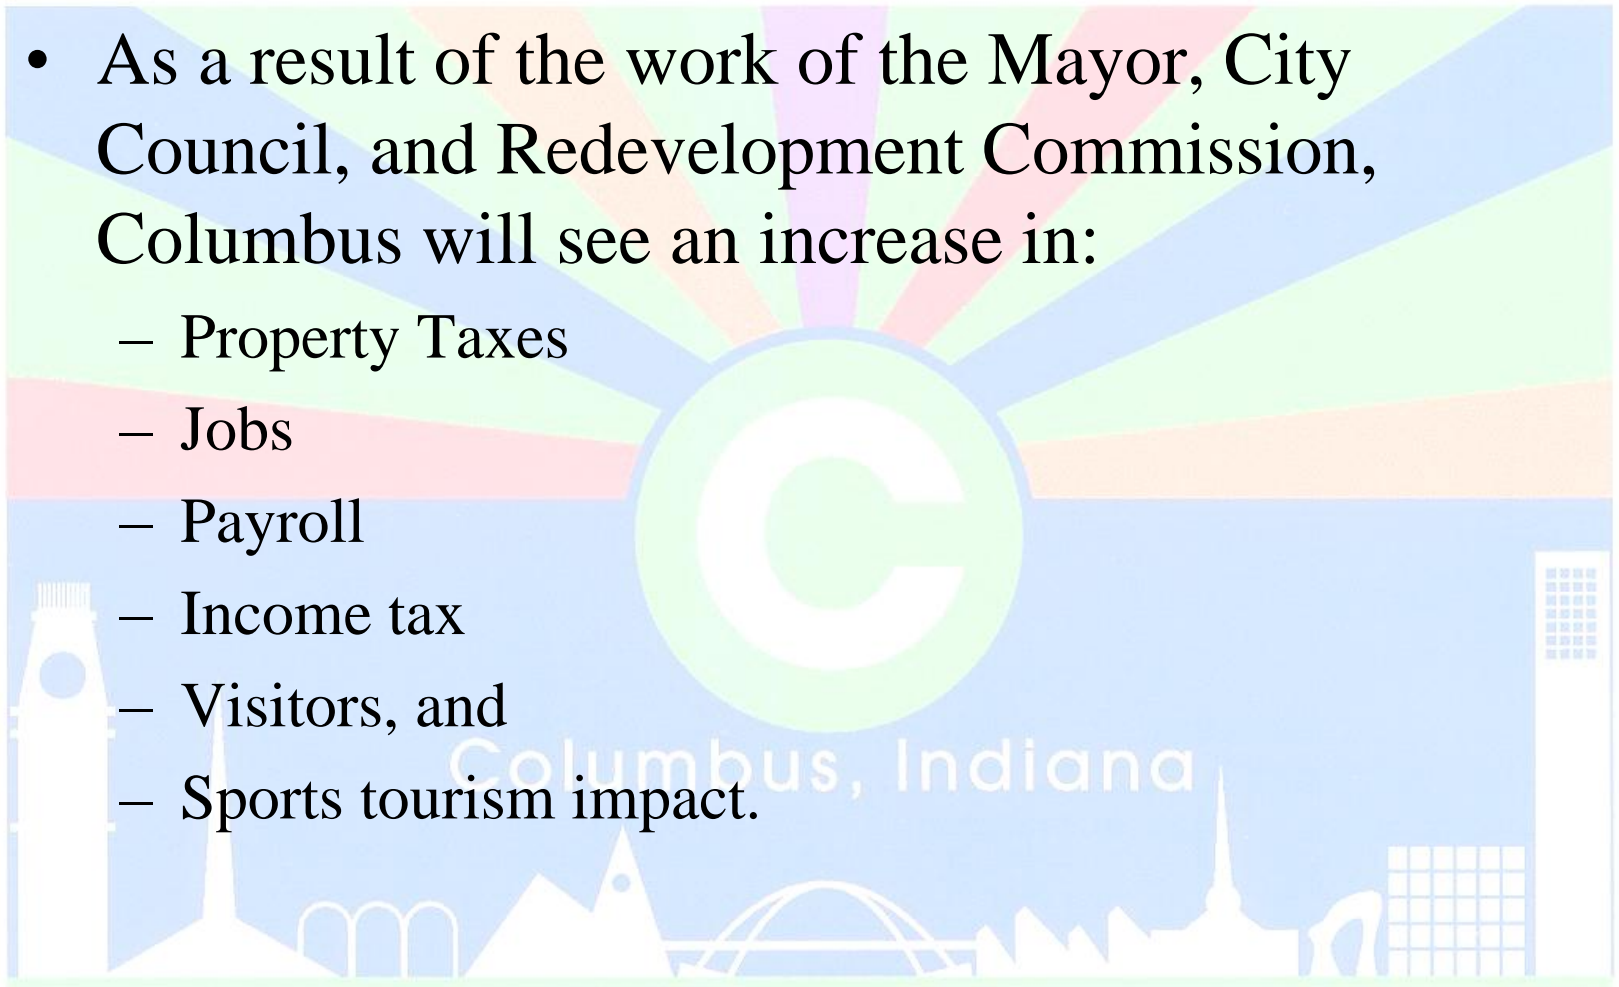 • As a result of the work of the Mayor, City
Council, and Redevelopment Commission,
Columbus will see an increase in:
– Property Taxes
– Jobs
– Payroll
– Income tax
– Visitors, and
– Sports tourism impact.
C
Columbus, Indiana